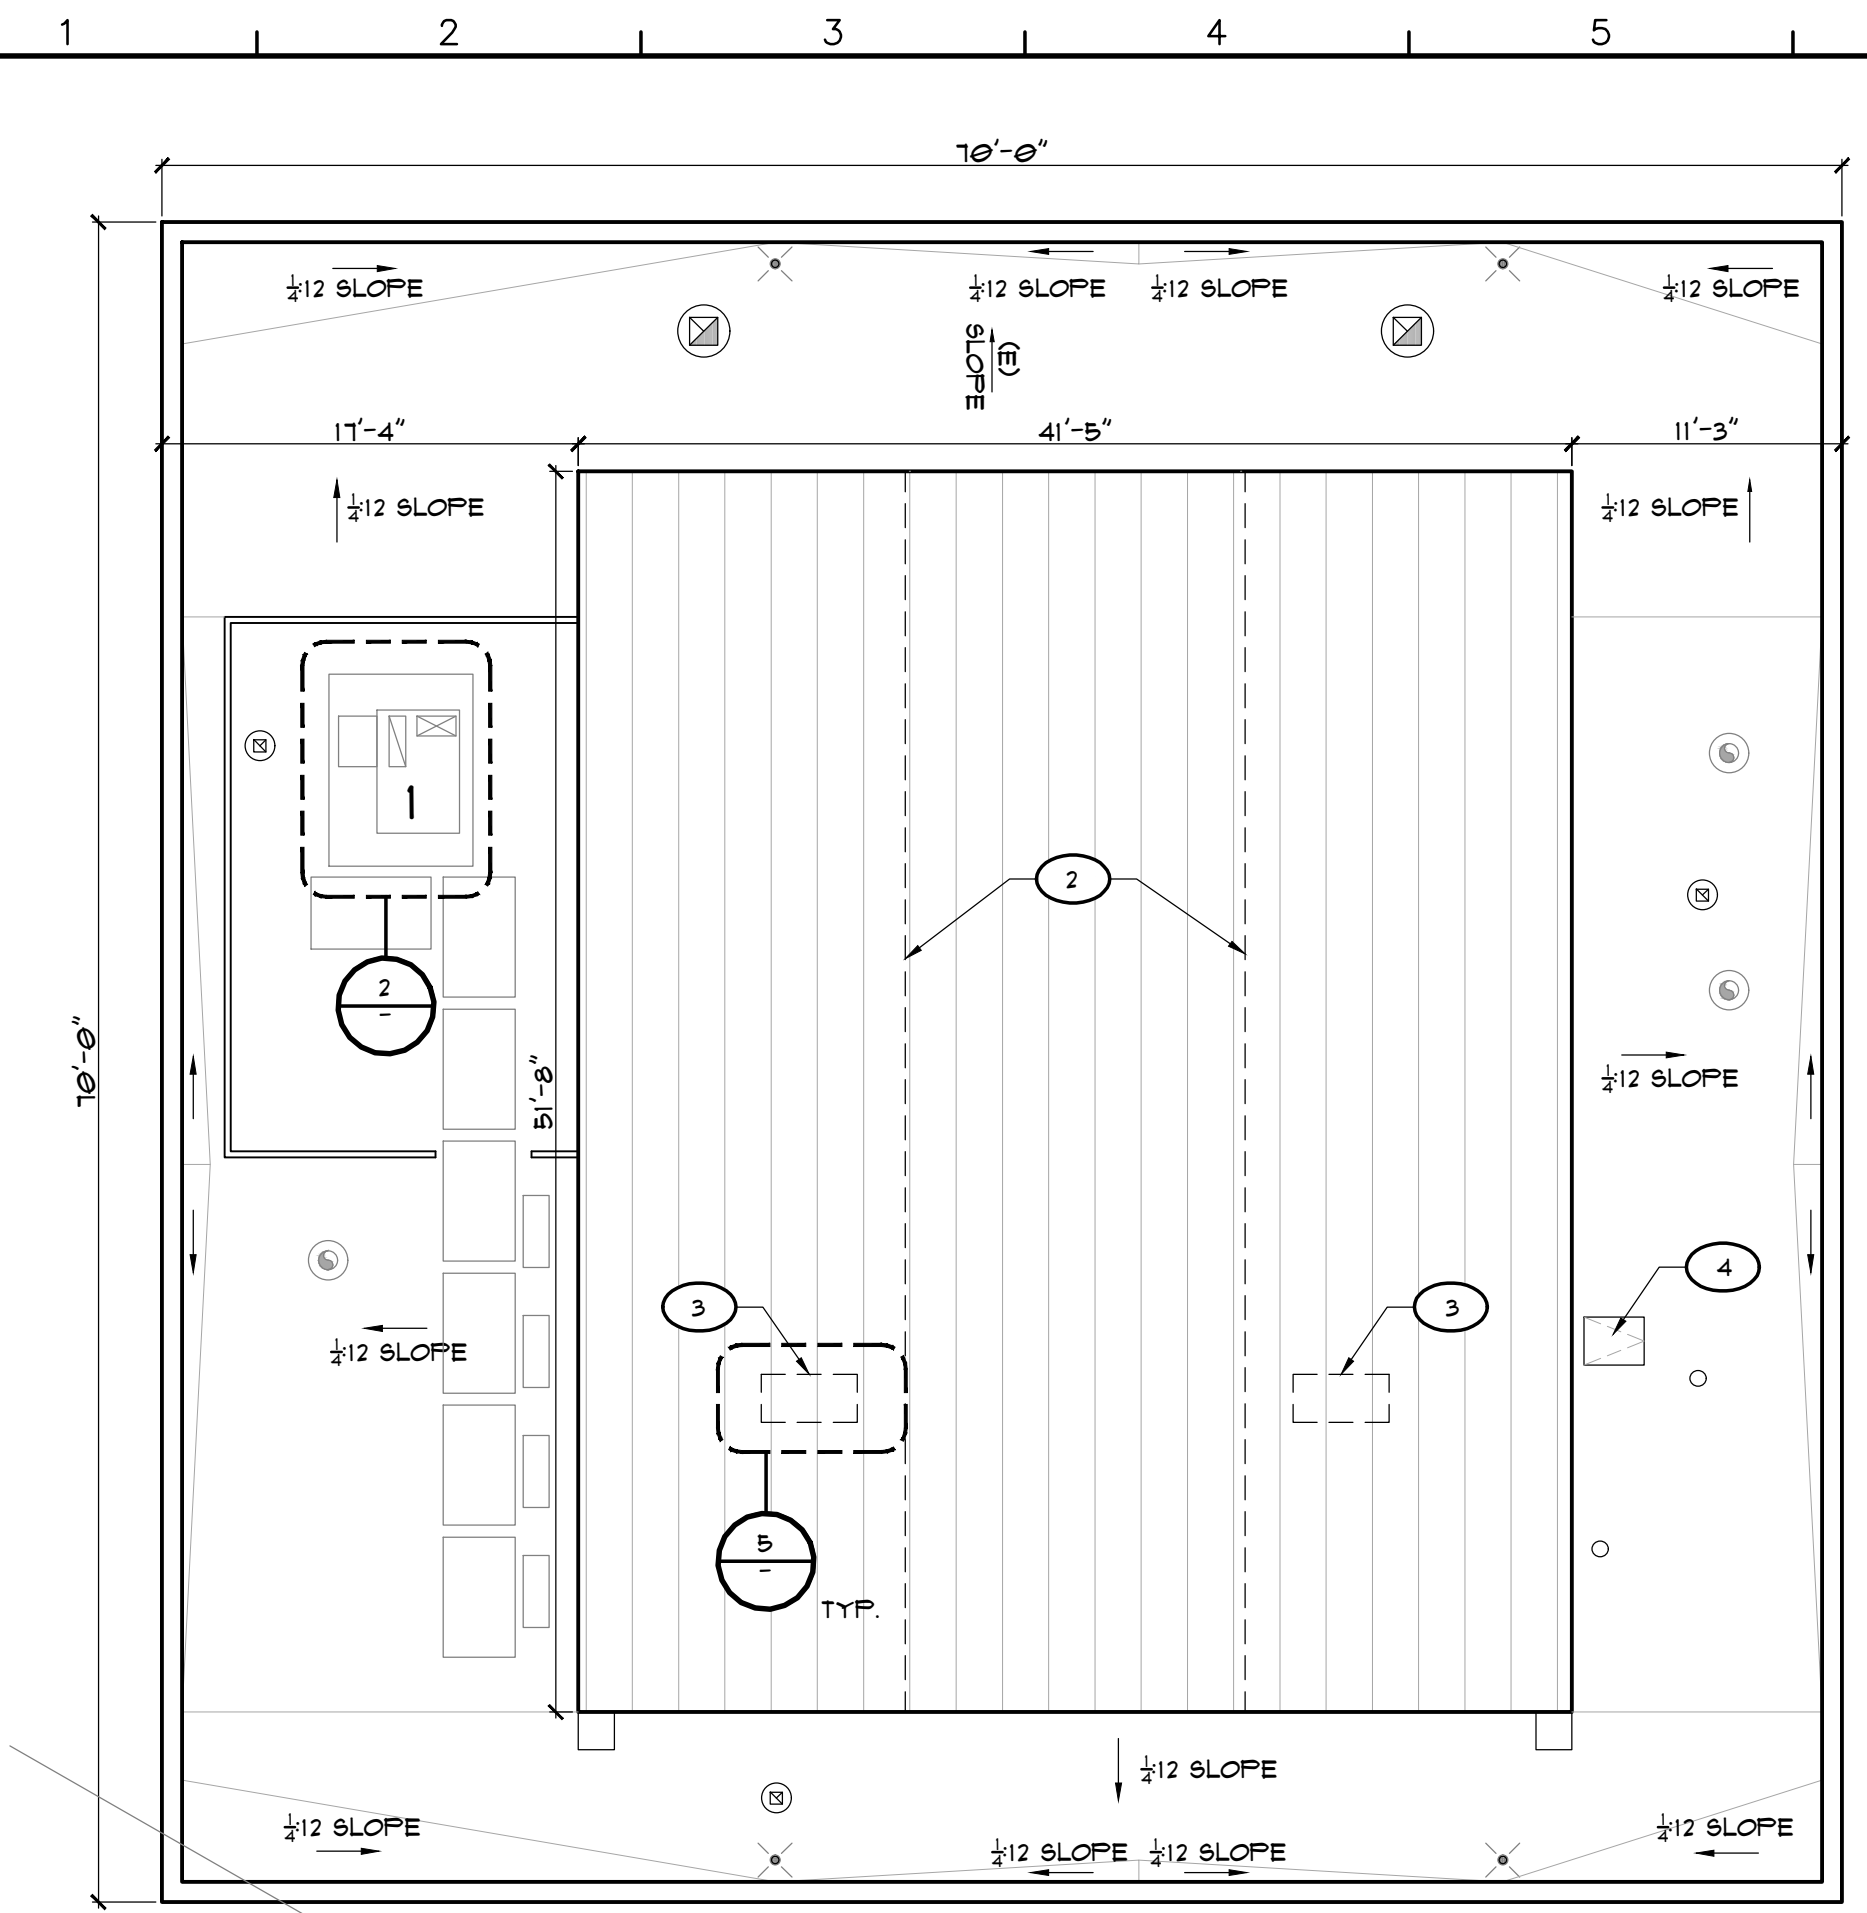 1 2 3 4 5
70'-0"
1/4:12 SLOPE
1/4:12 SLOPE
1/4:12 SLOPE
1/4:12 SLOPE
(E)
SLOPE
17'-4"
41'-5"
11'-3"
1/4:12 SLOPE
1/4:12 SLOPE
1
2
2
-
70'-0"
51'-8"
1/4:12 SLOPE
4
3
3
1/4:12 SLOPE
5
-
TYP.
1/4:12 SLOPE
1/4:12 SLOPE
1/4:12 SLOPE
1/4:12 SLOPE
1/4:12 SLOPE